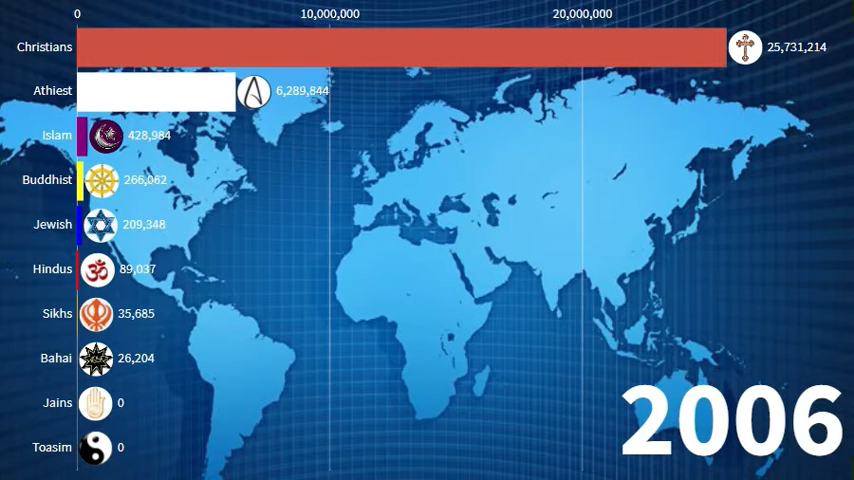 0 10,000,000 20,000,000
Christians 25,731,214
Athiest 6,289,844
Islam 428,984
Buddhist 266,062
Jewish 209,348
Hindus 89,037
Sikhs 35,685
Bahai 26,204
Jains 0
Toasim 0
2006